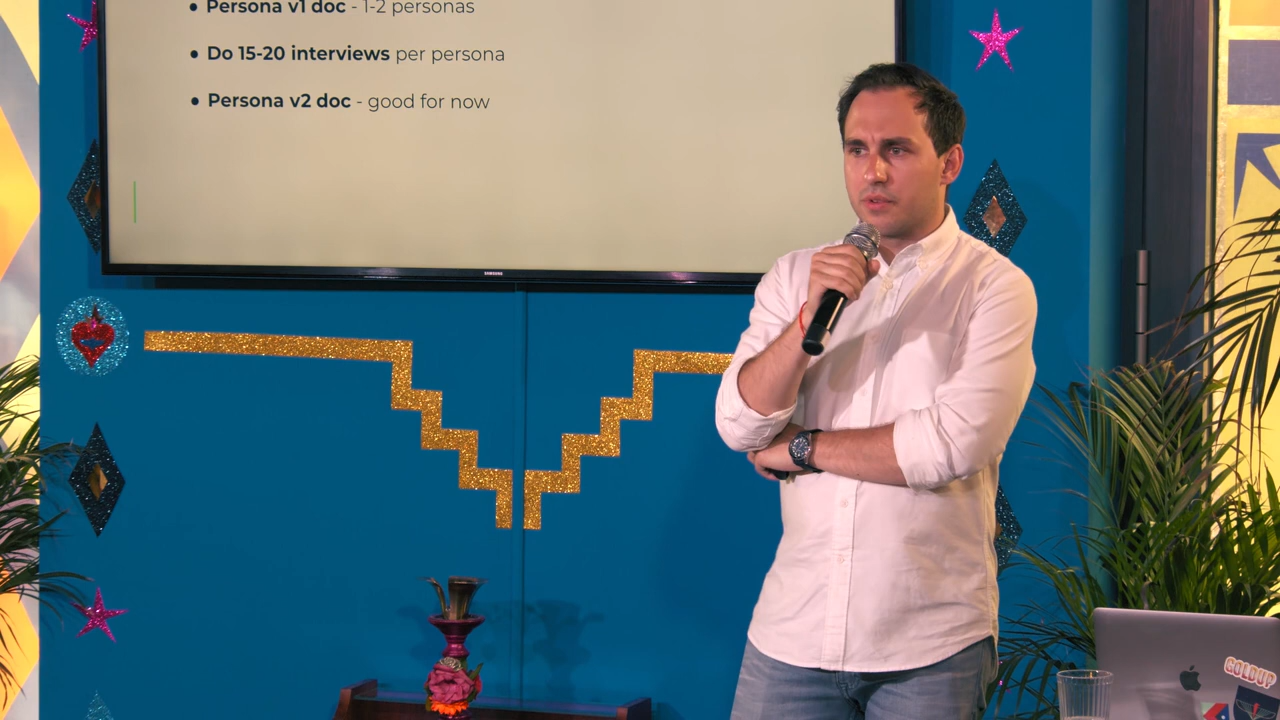 • Persona v1 doc - 1-2 personas
• Do 15-20 interviews per persona
• Persona v2 doc - good for now
SAMSUNG
GOLDUP